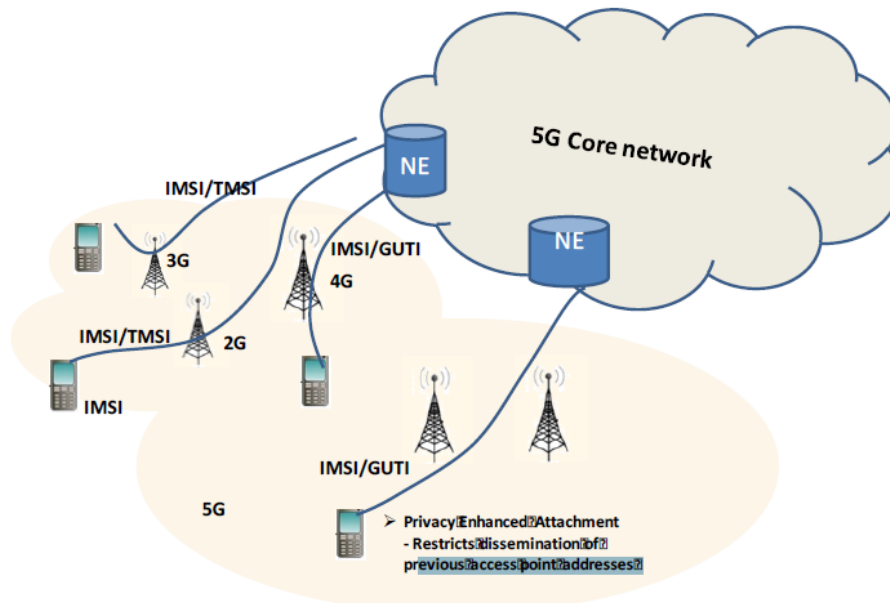 5G Core network
NE
NE
IMSI/TMSI
3G
IMSI/GUTI
4G
IMSI/TMSI
2G
IMSI
IMSI/GUTI
5G
➢ Privacy Enhanced Attachment
- Restricts dissemination of
previous access point addresses